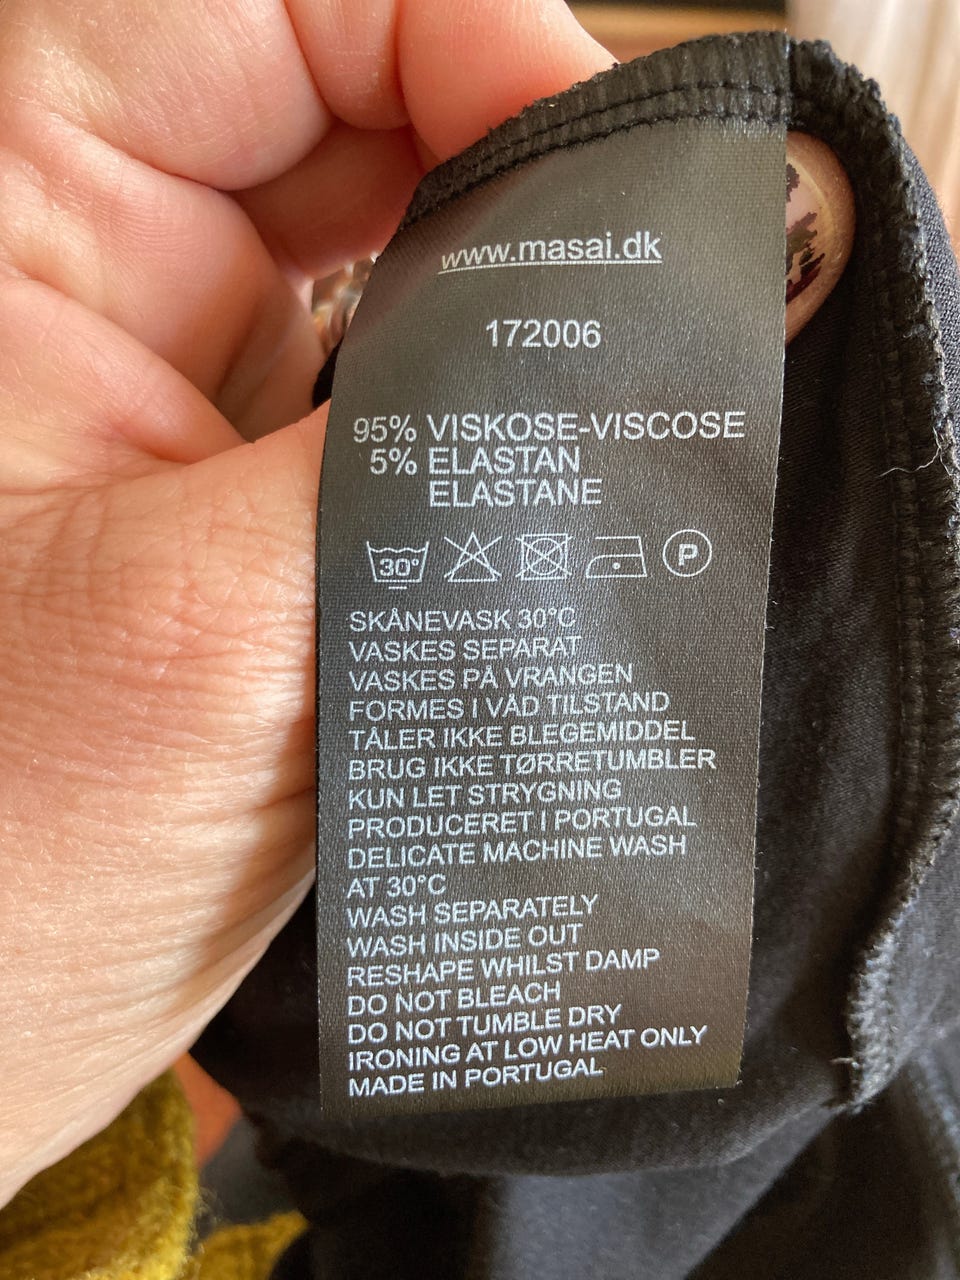 www.masai.dk
172006
95% VISKOSE-VISCOSE
5% ELASTAN
ELASTANE
30° P
SKÅNEVASK 30°C
VASKES SEPARAT
VASKES PÅ VRANGEN
FORMES I VÅD TILSTAND
TÅLER IKKE BLEGEMIDDEL
BRUG IKKE TØRRETUMBLER
KUN LET STRYGNING
PRODUCERET I PORTUGAL
DELICATE MACHINE WASH
AT 30°C
WASH SEPARATELY
WASH INSIDE OUT
RESHAPE WHILST DAMP
DO NOT BLEACH
DO NOT TUMBLE DRY
IRONING AT LOW HEAT ONLY
MADE IN PORTUGAL